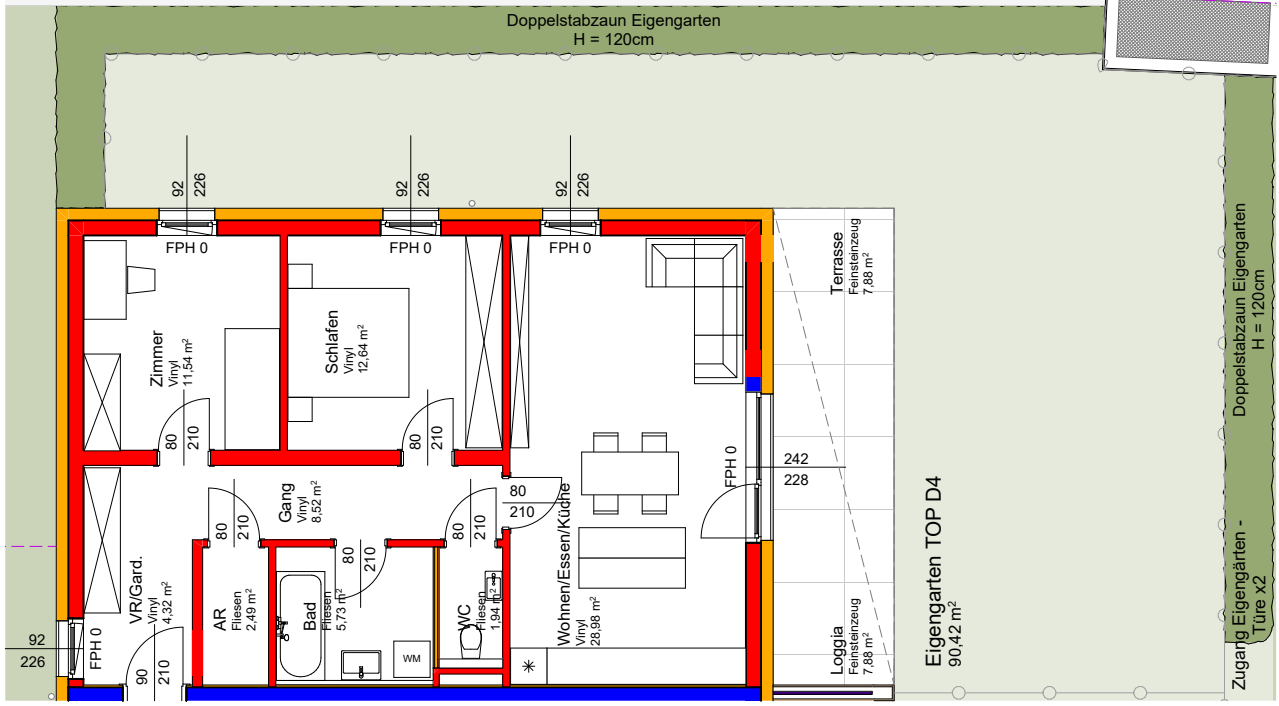 Doppelstabzaun Eigengarten
H = 120cm
92
226
92
226
92
226
FPH 0
FPH 0
FPH 0
Zimmer
Vinyl
11,54 m²
Schlafen
Vinyl
12,64 m²
Terrasse
Feinsteinzeug
7,88 m²
Doppelstabzaun Eigengarten
H = 120cm
80
210
80
210
FPH 0
242
228
Gang
Vinyl
8,52 m²
80
210
80
210
80
210
80
210
Wohnen/Essen/Küche
Vinyl
28,98 m²
VR/Gard.
Vinyl
4,32 m²
AR
Fliesen
2,49 m²
Bad
Fliesen
5,73 m²
WC
Fliesen
1,94 m²
WM
Loggia
Feinsteinzeug
7,88 m²
Eigengarten TOP D4
90,42 m²
Zugang Eigengärten -
Türe x2
92
226
FPH 0
90
210